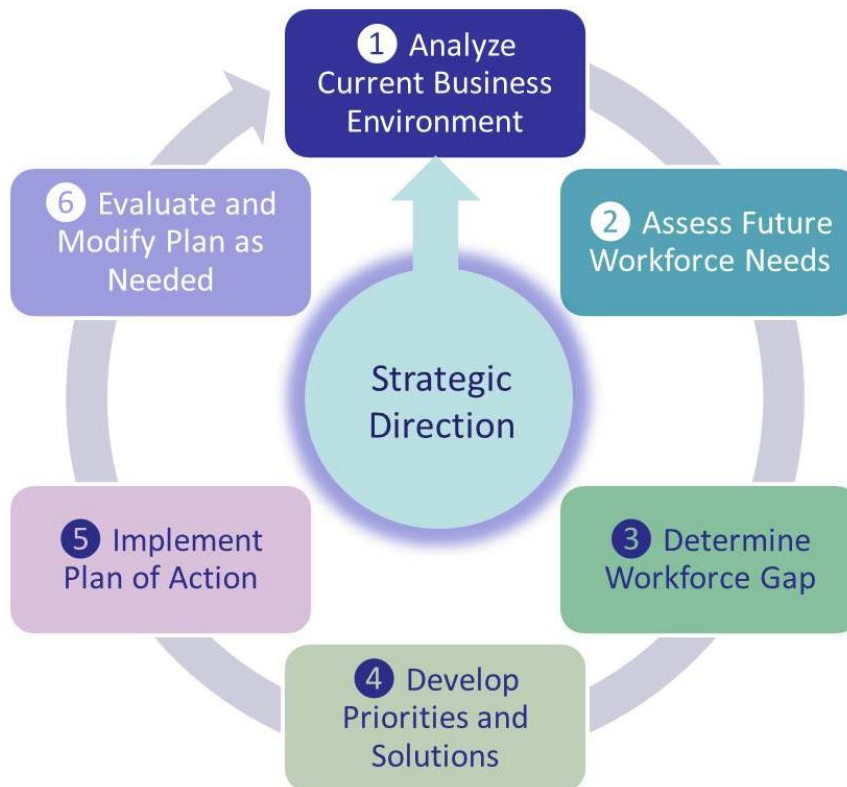 1 Analyze
Current Business
Environment
2 Assess Future
Workforce Needs
3 Determine
Workforce Gap
4 Develop
Priorities and
Solutions
5 Implement
Plan of Action
6 Evaluate and
Modify Plan as
Needed
Strategic
Direction